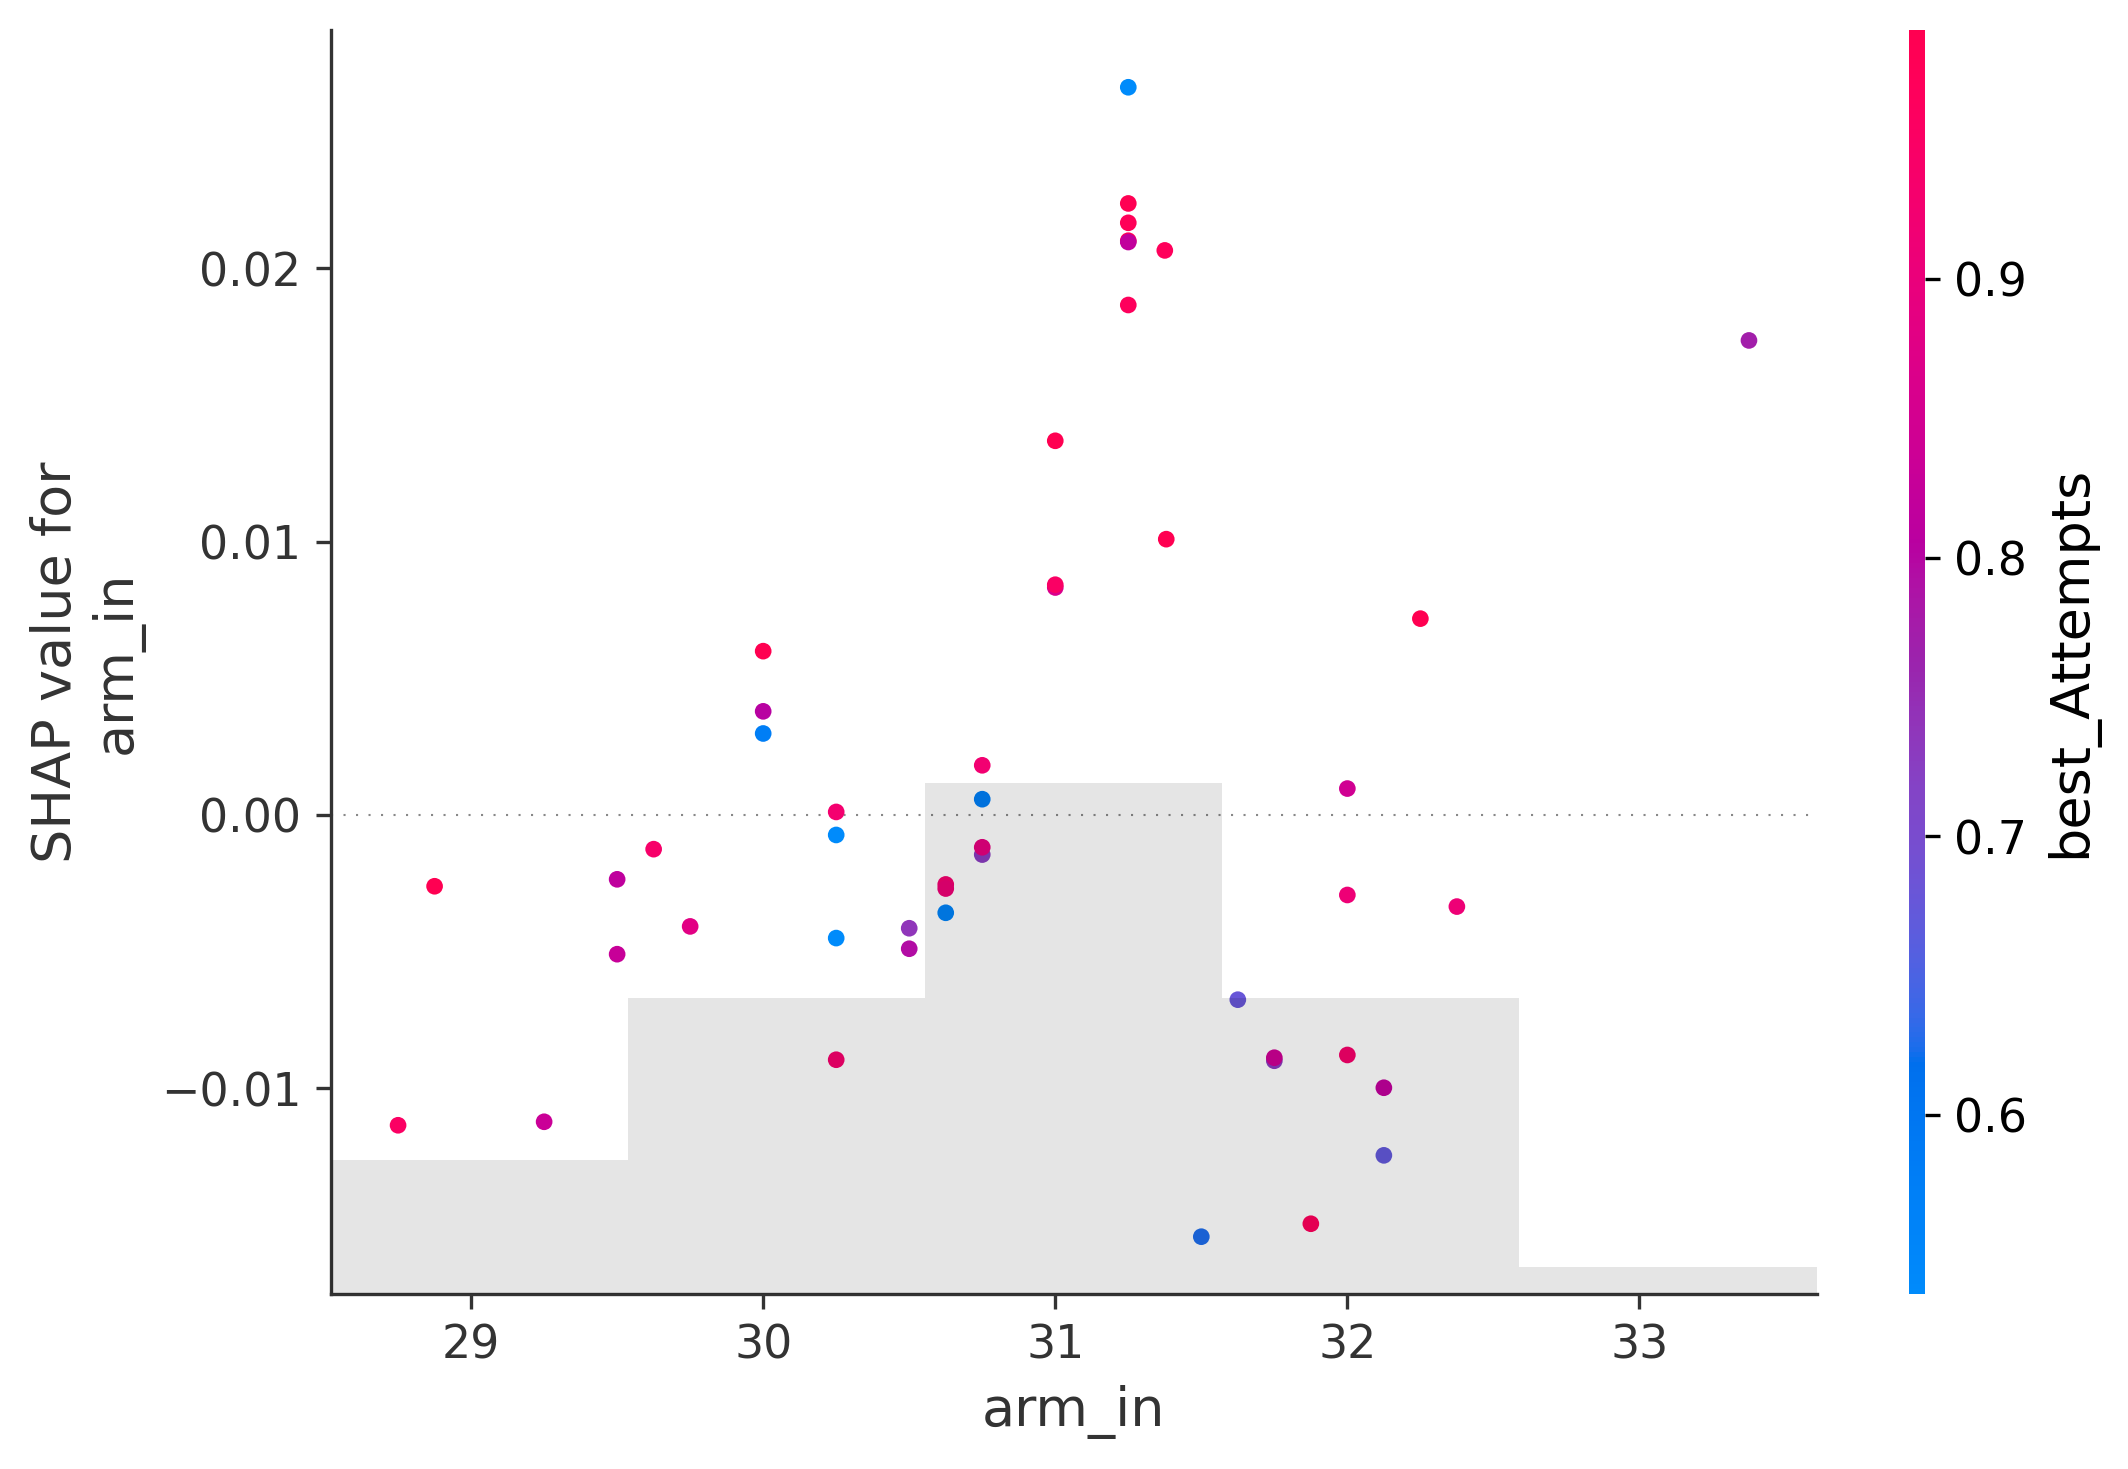 SHAP value for
arm_in
0.02
0.01
0.00
−0.01
29 30 31 32 33
arm_in
0.9
0.8
0.7
0.6
best_Attempts